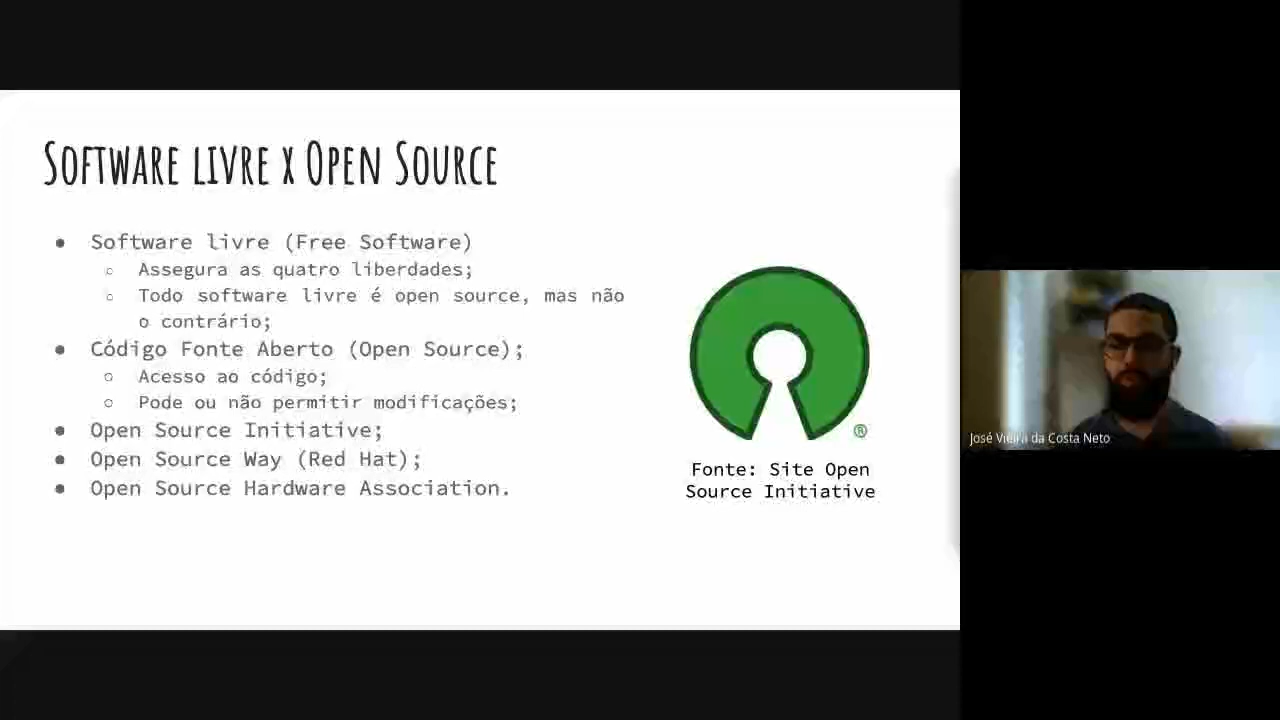 Software livre x Open Source
● Software livre (Free Software)
○ Assegura as quatro liberdades;
○ Todo software livre é open source, mas não
o contrário;
● Código Fonte Aberto (Open Source);
○ Acesso ao código;
○ Pode ou não permitir modificações;
● Open Source Initiative;
● Open Source Way (Red Hat);
● Open Source Hardware Association.
®
Fonte: Site Open
Source Initiative
José Vieira da Costa Neto